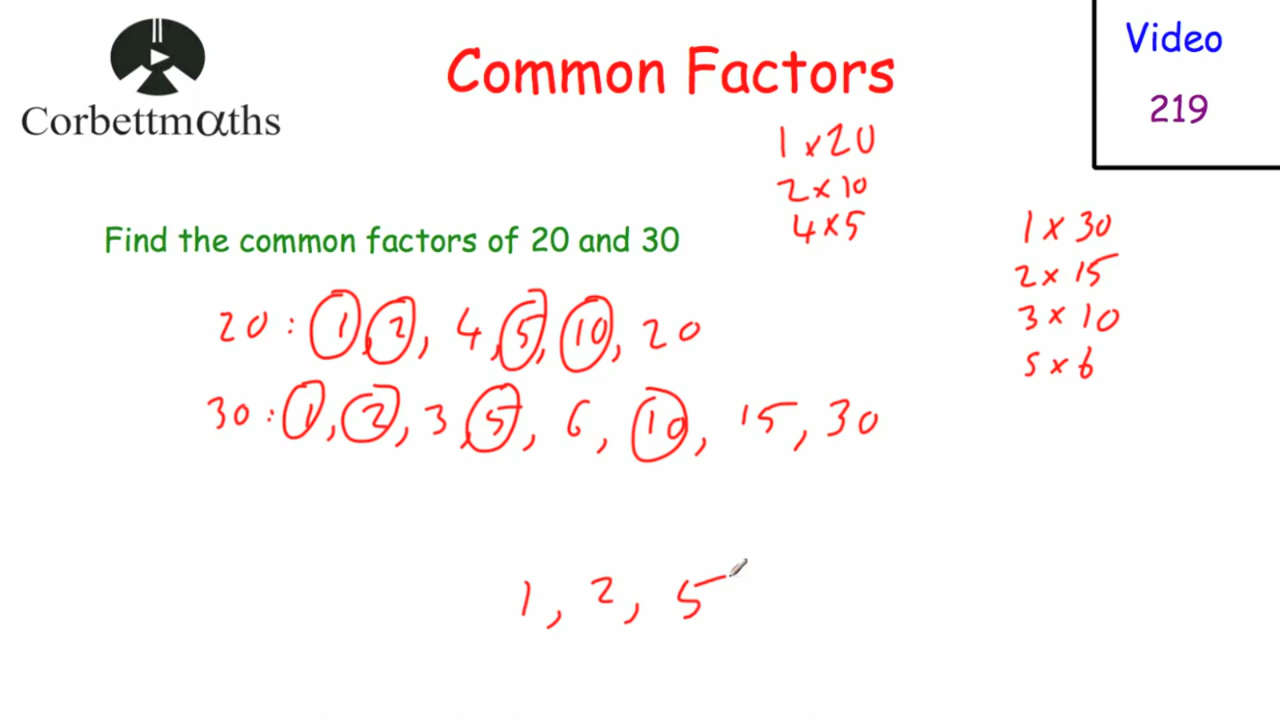 Corbettmαths
Common Factors
Video
219
1 × 20
2 × 10
4 × 5
1 × 30
2 × 15
3 × 10
5 × 6
Find the common factors of 20 and 30
20 : 1, 2, 4, 5, 10, 20
30 : 1, 2, 3, 5, 6, 10, 15, 30
1, 2, 5